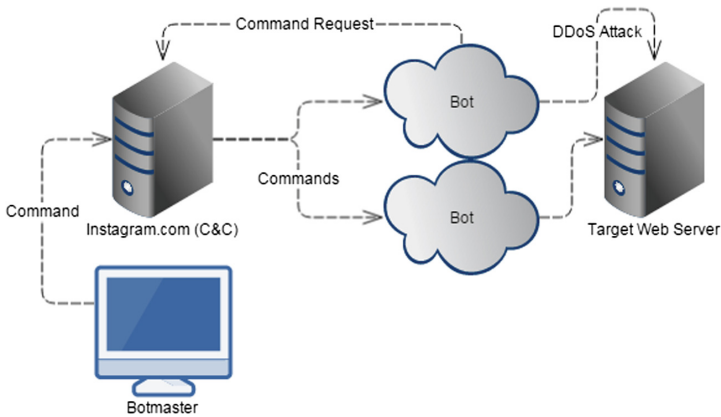 Command Request
DDoS Attack
Bot
Commands
Command
Bot
Instagram.com (C&C)
Target Web Server
Botmaster